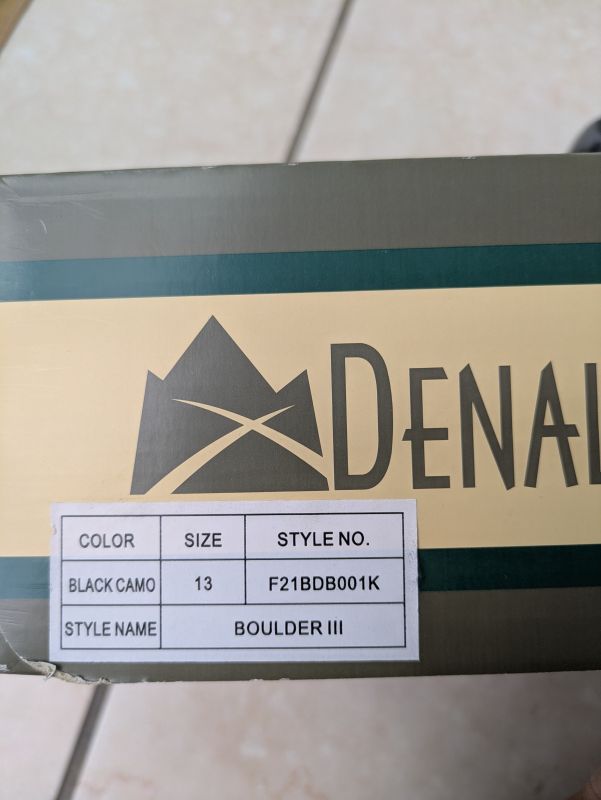 DENAL
COLOR SIZE STYLE NO.
BLACK CAMO 13 F21BDB001K
STYLE NAME BOULDER III